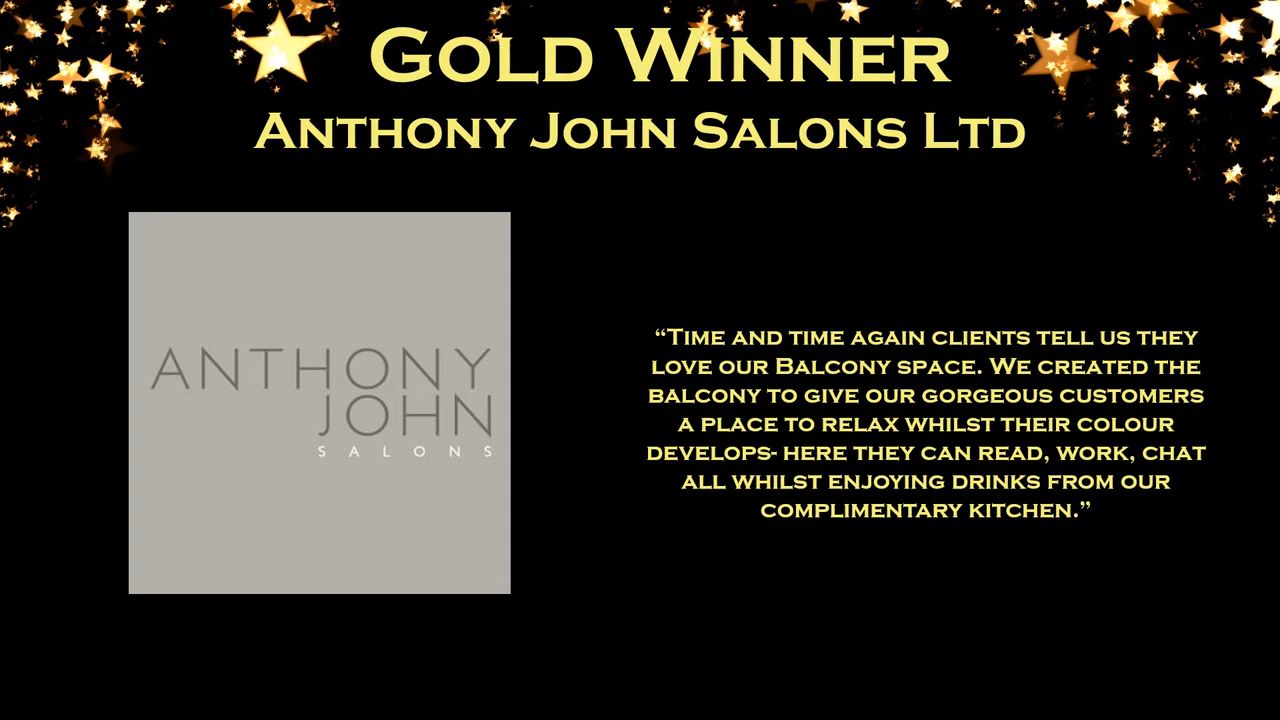 Gold Winner
Anthony John Salons Ltd
ANTHONY
JOHN
SALONS
“Time and time again clients tell us they
love our Balcony space. We created the
balcony to give our gorgeous customers
a place to relax whilst their colour
develops- here they can read, work, chat
all whilst enjoying drinks from our
complimentary kitchen.”